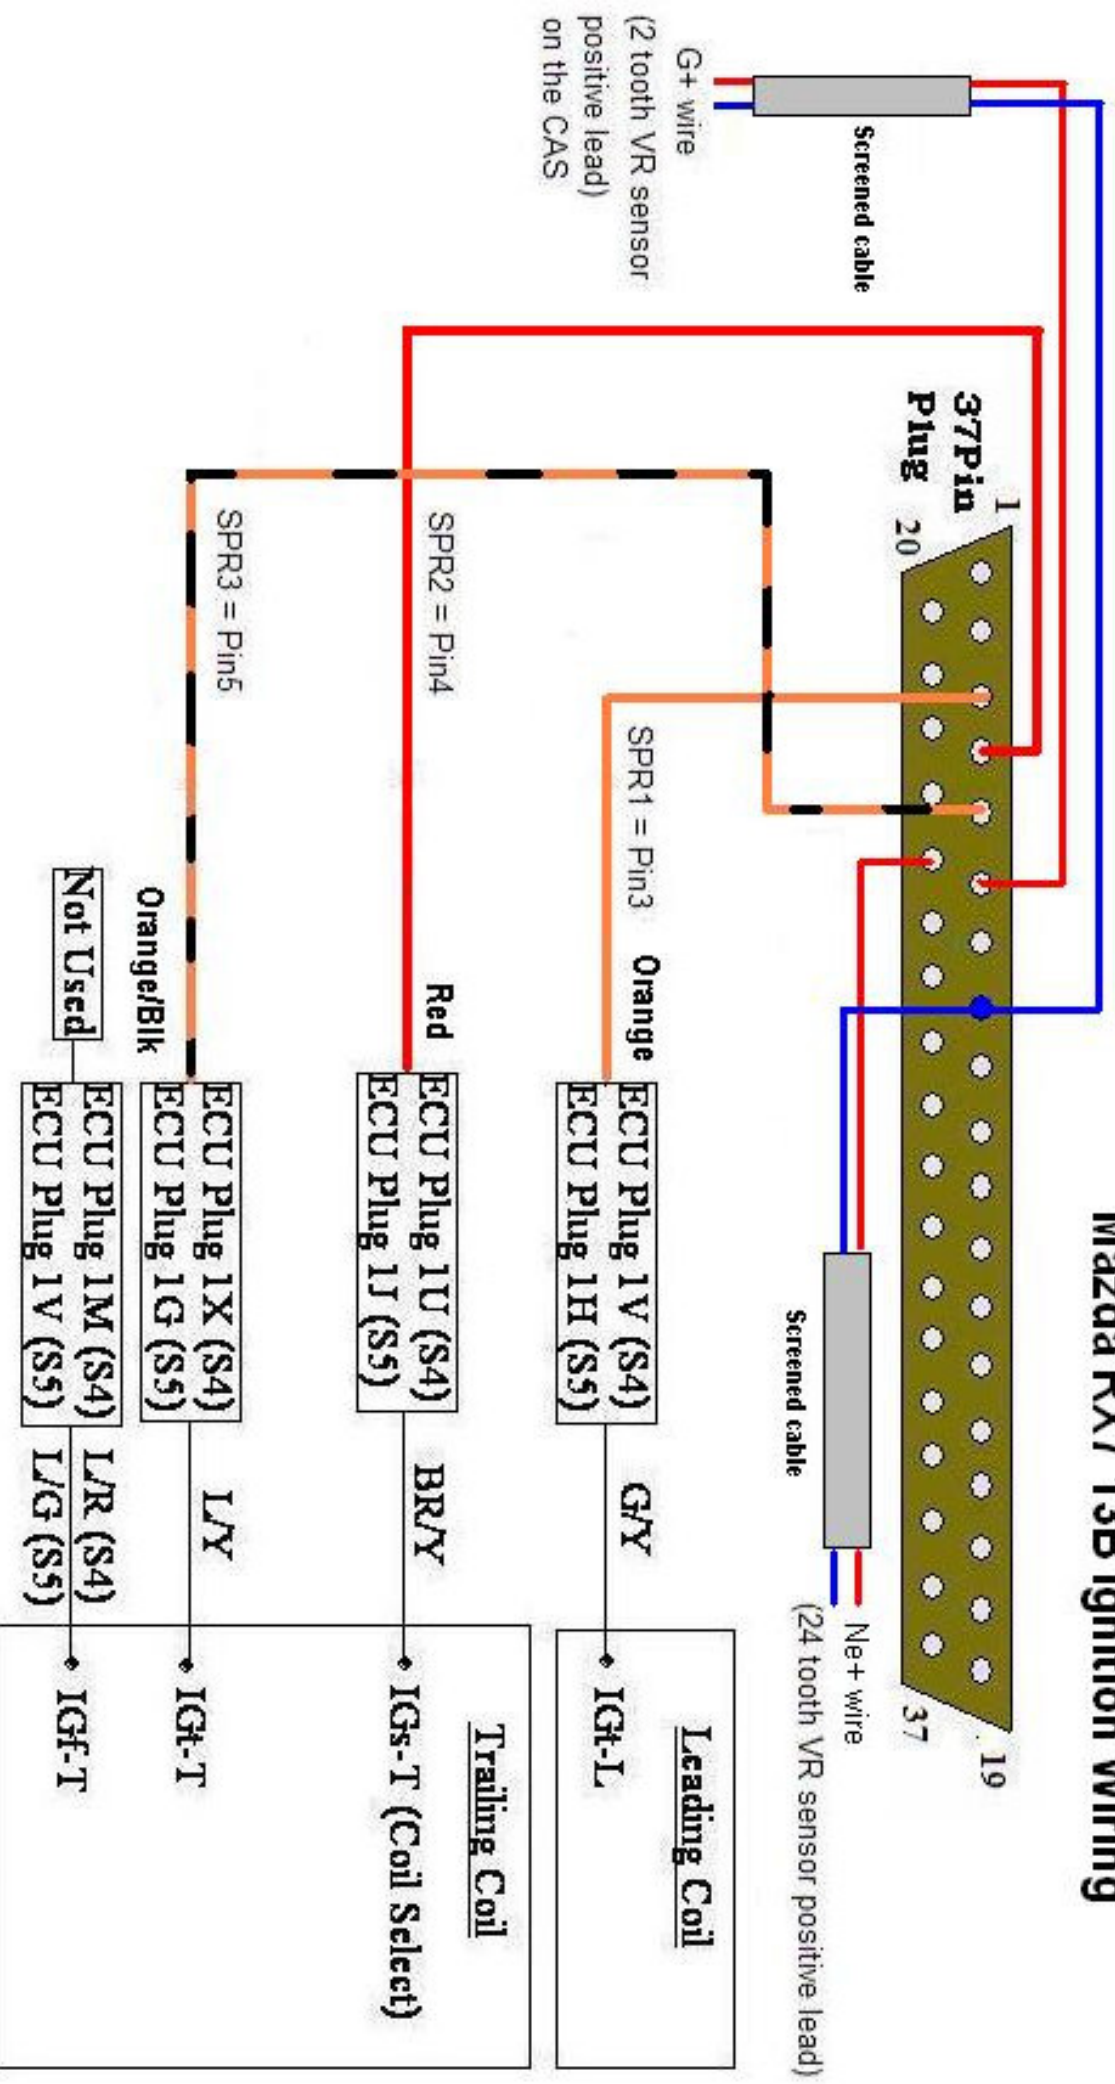 Mazda RX7 13B Ignition Wiring
G+ wire
(2 tooth VR sensor
positive lead)
on the CAS
Screened cable
37Pin
Plug
1
20
19
37
Screened cable
Ne+ wire
(24 tooth VR sensor positive lead)
SPR1 = Pin3
SPR2 = Pin4
SPR3 = Pin5
Orange
ECU Plug 1V (S4)
ECU Plug 1H (S5)
G/Y
Leading Coil
IGt-L
Red
ECU Plug 1U (S4)
ECU Plug 1J (S5)
BR/Y
Trailing Coil
IGs-T (Coil Select)
Orange/Blk
ECU Plug 1X (S4)
ECU Plug 1G (S5)
L/Y
IGt-T
Not Used
ECU Plug 1M (S4)
ECU Plug 1V (S5)
L/R (S4)
L/G (S5)
IGf-T